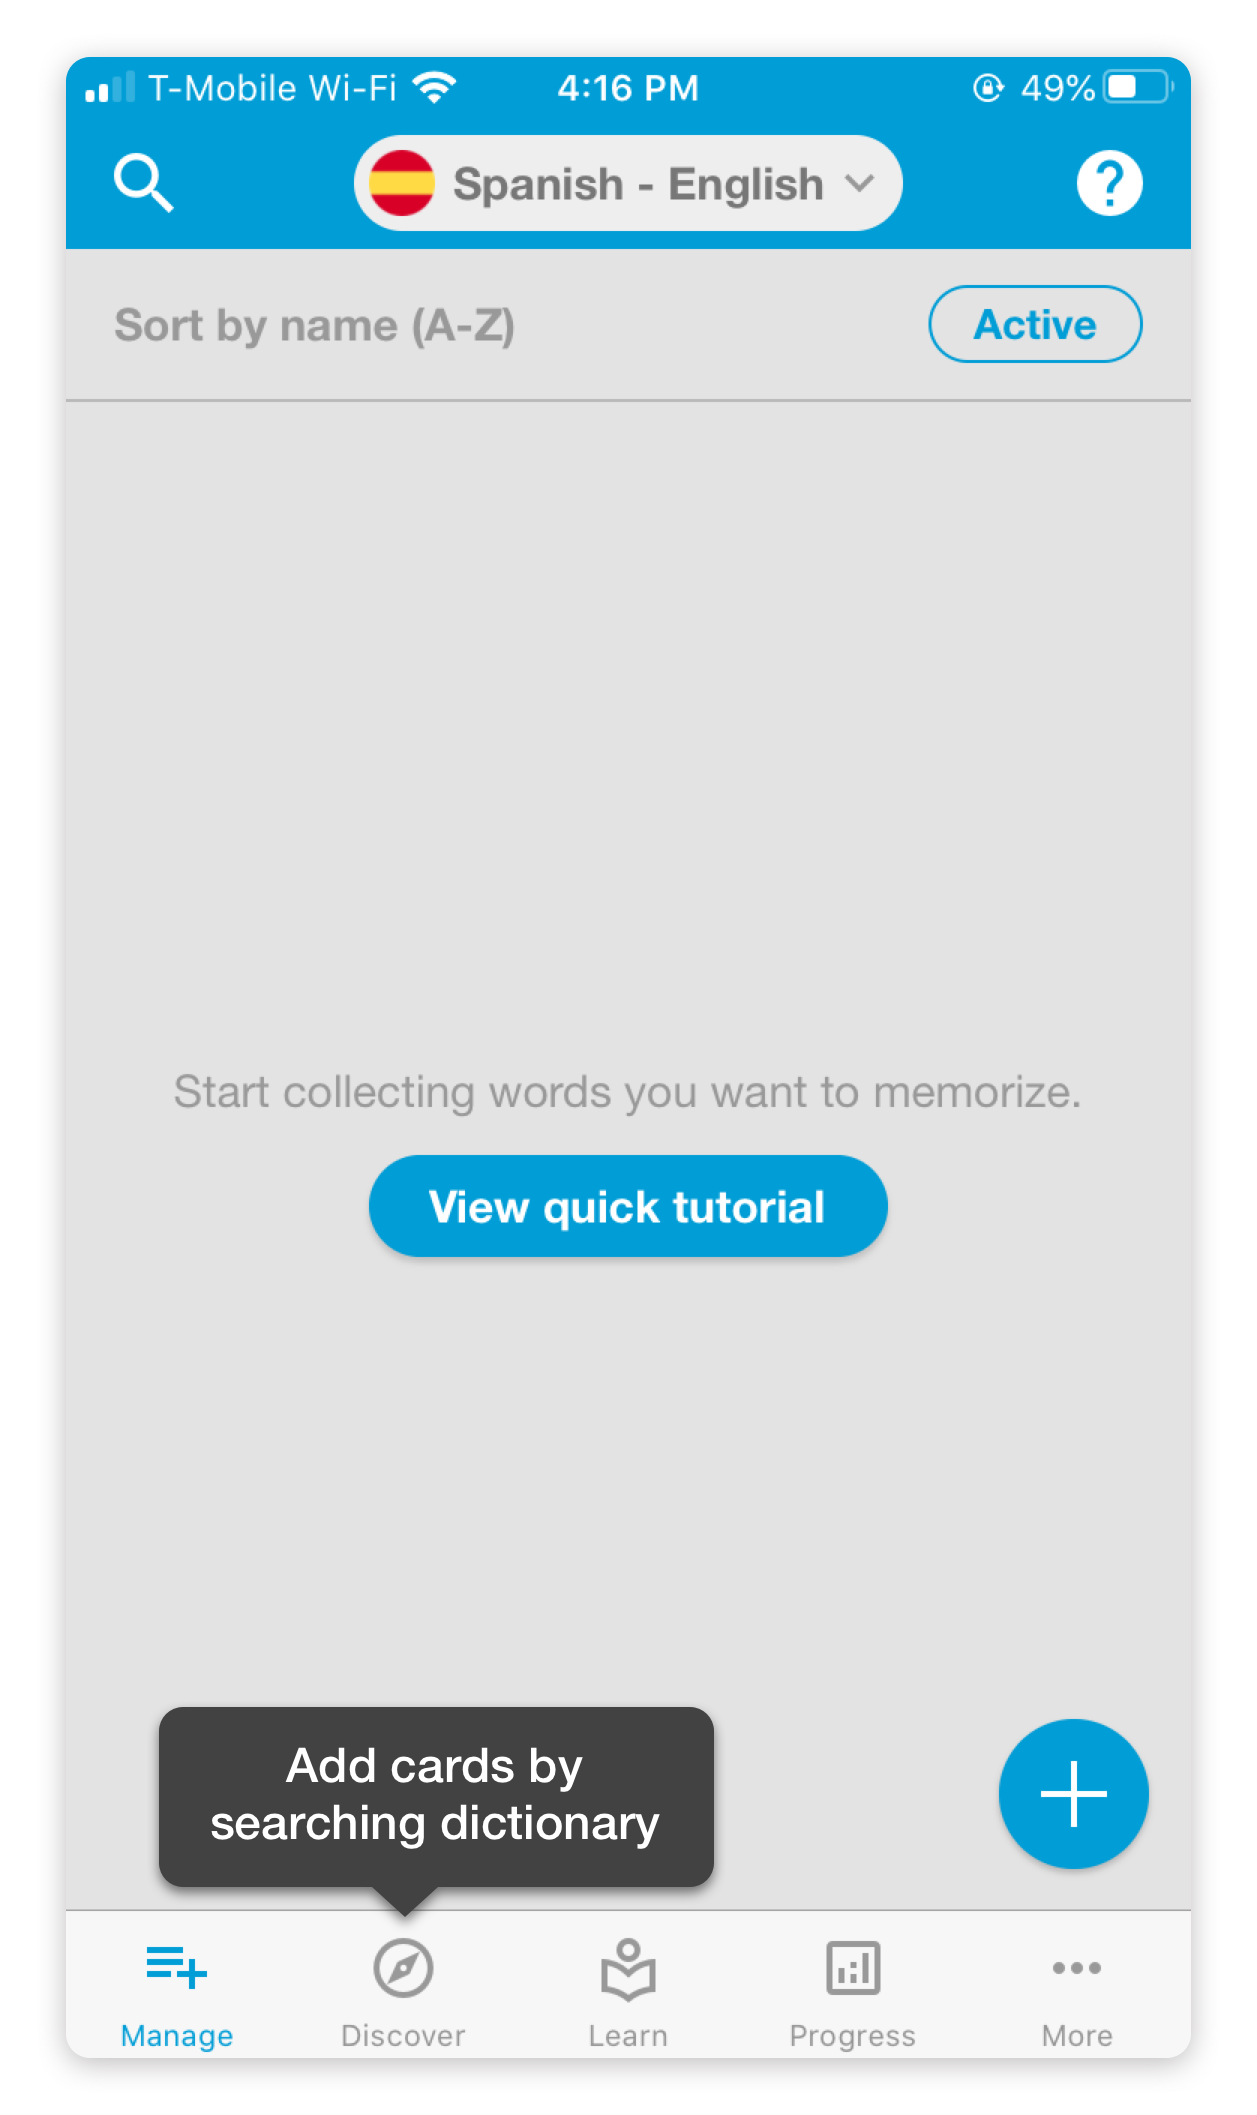 T-Mobile Wi-Fi 4:16 PM 49%
Spanish - English
?
Sort by name (A-Z) Active
Start collecting words you want to memorize.
View quick tutorial
Add cards by
searching dictionary
Manage Discover Learn Progress More